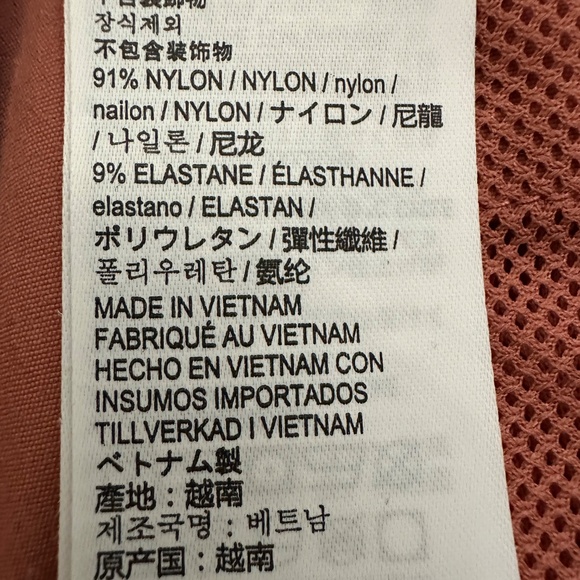 장식제외
不包含装饰物
91% NYLON / NYLON / nylon /
nailon / NYLON / ナイロン / 尼龍
/ 나일론 / 尼龙
9% ELASTANE / ÉLASTHANNE /
elastano / ELASTAN /
ポリウレタン / 彈性纖維 /
폴리우레탄 / 氨纶
MADE IN VIETNAM
FABRIQUÉ AU VIETNAM
HECHO EN VIETNAM CON
INSUMOS IMPORTADOS
TILLVERKAD I VIETNAM
ベトナム製
產地：越南
제조국명：베트남
原产国：越南